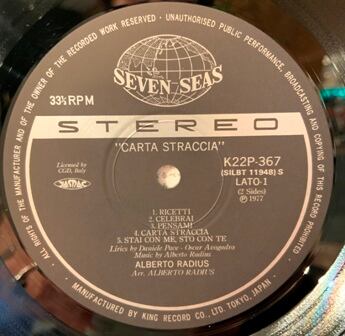 ALL RIGHTS OF THE MANUFACTURER AND OF THE OWNER OF THE RECORDED WORK RESERVED · UNAUTHORISED PUBLIC PERFORMANCE, BROADCASTING AND COPYING OF THIS RECORD PROHIBITED.
SEVEN SEAS
33⅓ RPM
STEREO
"CARTA STRACCIA"
Licensed by
CGD, Italy
K22P-367
(SILBT 11948) S
LATO-1
(2 Sides)
℗ 1977
1. RICETTI
2. CELEBRAI
3. PENSAMI
4. CARTA STRACCIA
5. STAI CON ME, STO CON TE
Lirics by Daniele Pace - Oscar Avogadro
Music by Alberto Radius
ALBERTO RADIUS
Arr. ALBERTO RADIUS
MANUFACTURED BY KING RECORD CO. LTD. TOKYO, JAPAN